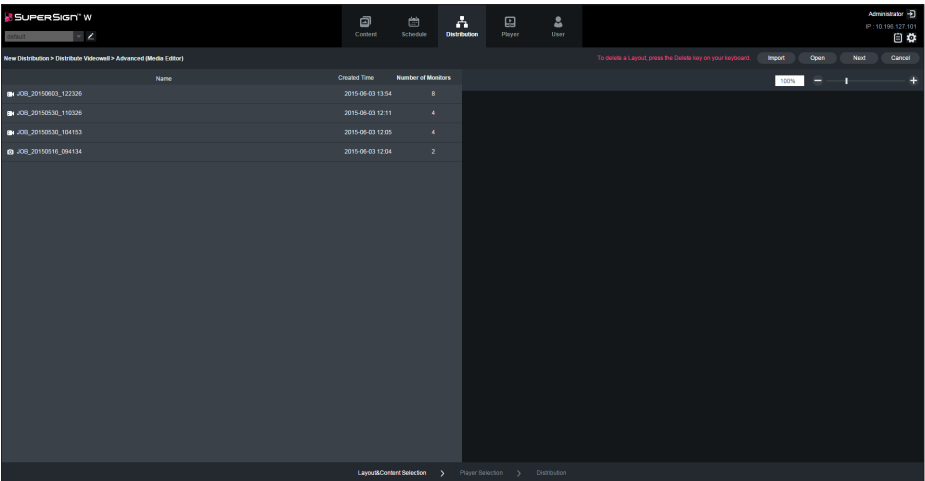 SUPERSIGN™ W
default
Content Schedule Distribution Player User
Administrator
IP : 10.196.127.101
New Distribution > Distribute Videowall > Advanced (Media Editor)
To delete a Layout, press the Delete key on your keyboard. Import Open Next Cancel
Name Created Time Number of Monitors
100%
JOB_20150603_122326 2015-06-03 13:54 8
JOB_20150530_110326 2015-06-03 12:11 4
JOB_20150530_104153 2015-06-03 12:05 4
JOB_20150516_094134 2015-06-03 12:04 2
Layout&Content Selection > Player Selection > Distribution